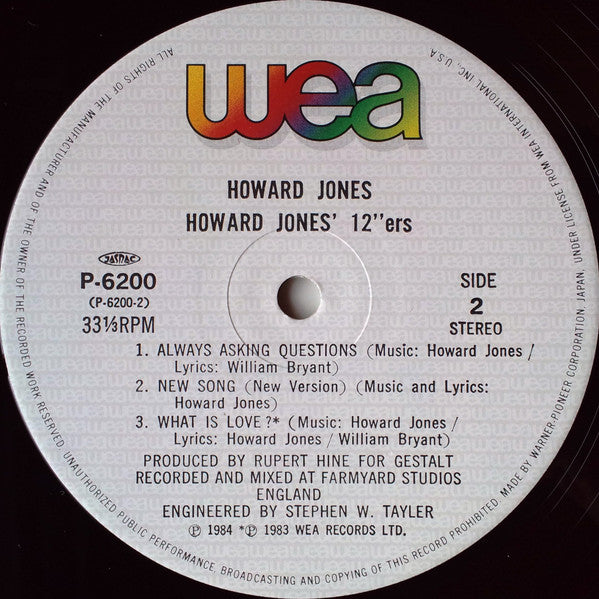 wea
HOWARD JONES
HOWARD JONES' 12"ers
JASRAC
P-6200
(P-6200-2)
33⅓RPM
SIDE
2
STEREO
1. ALWAYS ASKING QUESTIONS (Music: Howard Jones /
Lyrics: William Bryant)
2. NEW SONG (New Version) (Music and Lyrics:
Howard Jones)
3. WHAT IS LOVE?* (Music: Howard Jones /
Lyrics: Howard Jones / William Bryant)
PRODUCED BY RUPERT HINE FOR GESTALT
RECORDED AND MIXED AT FARMYARD STUDIOS
ENGLAND
ENGINEERED BY STEPHEN W. TAYLER
℗ 1984 *℗ 1983 WEA RECORDS LTD.
ALL RIGHTS OF THE MANUFACTURER AND OF THE OWNER OF THE RECORDED WORK RESERVED. UNAUTHORIZED PUBLIC PERFORMANCE, BROADCASTING AND COPYING OF THIS RECORD PROHIBITED. MADE BY WARNER-PIONEER CORPORATION, JAPAN, UNDER LICENSE FROM WEA INTERNATIONAL INC., U.S.A